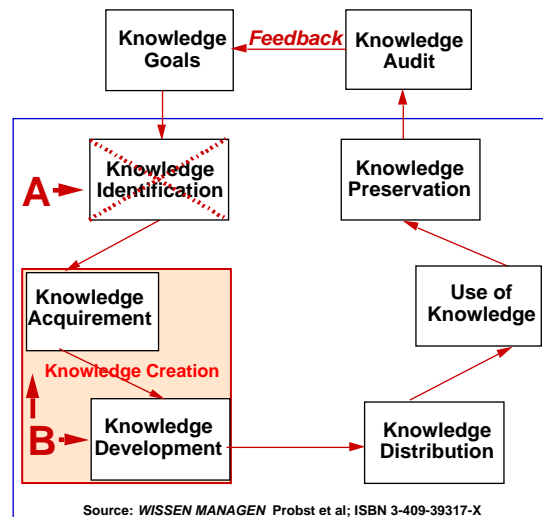 Knowledge
Goals
Feedback
Knowledge
Audit
A
Knowledge
Identification
Knowledge
Preservation
Knowledge
Acquirement
Use of
Knowledge
Knowledge Creation
B
Knowledge
Development
Knowledge
Distribution
Source: WISSEN MANAGEN Probst et al; ISBN 3-409-39317-X